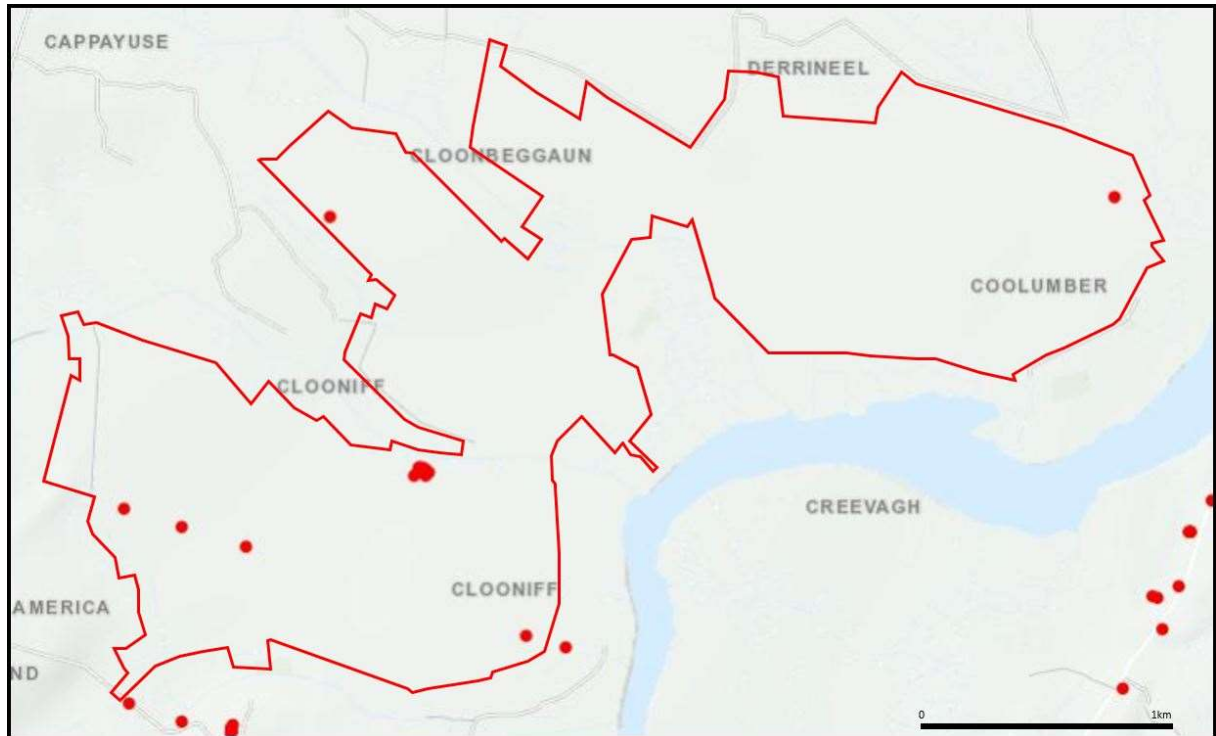 CAPPAYUSE
DERRINEEL
CLOONBEGGAUN
COOLUMBER
CLOONIFF
CREEVAGH
CLOONIFF
AMERICA
ND
0 1km